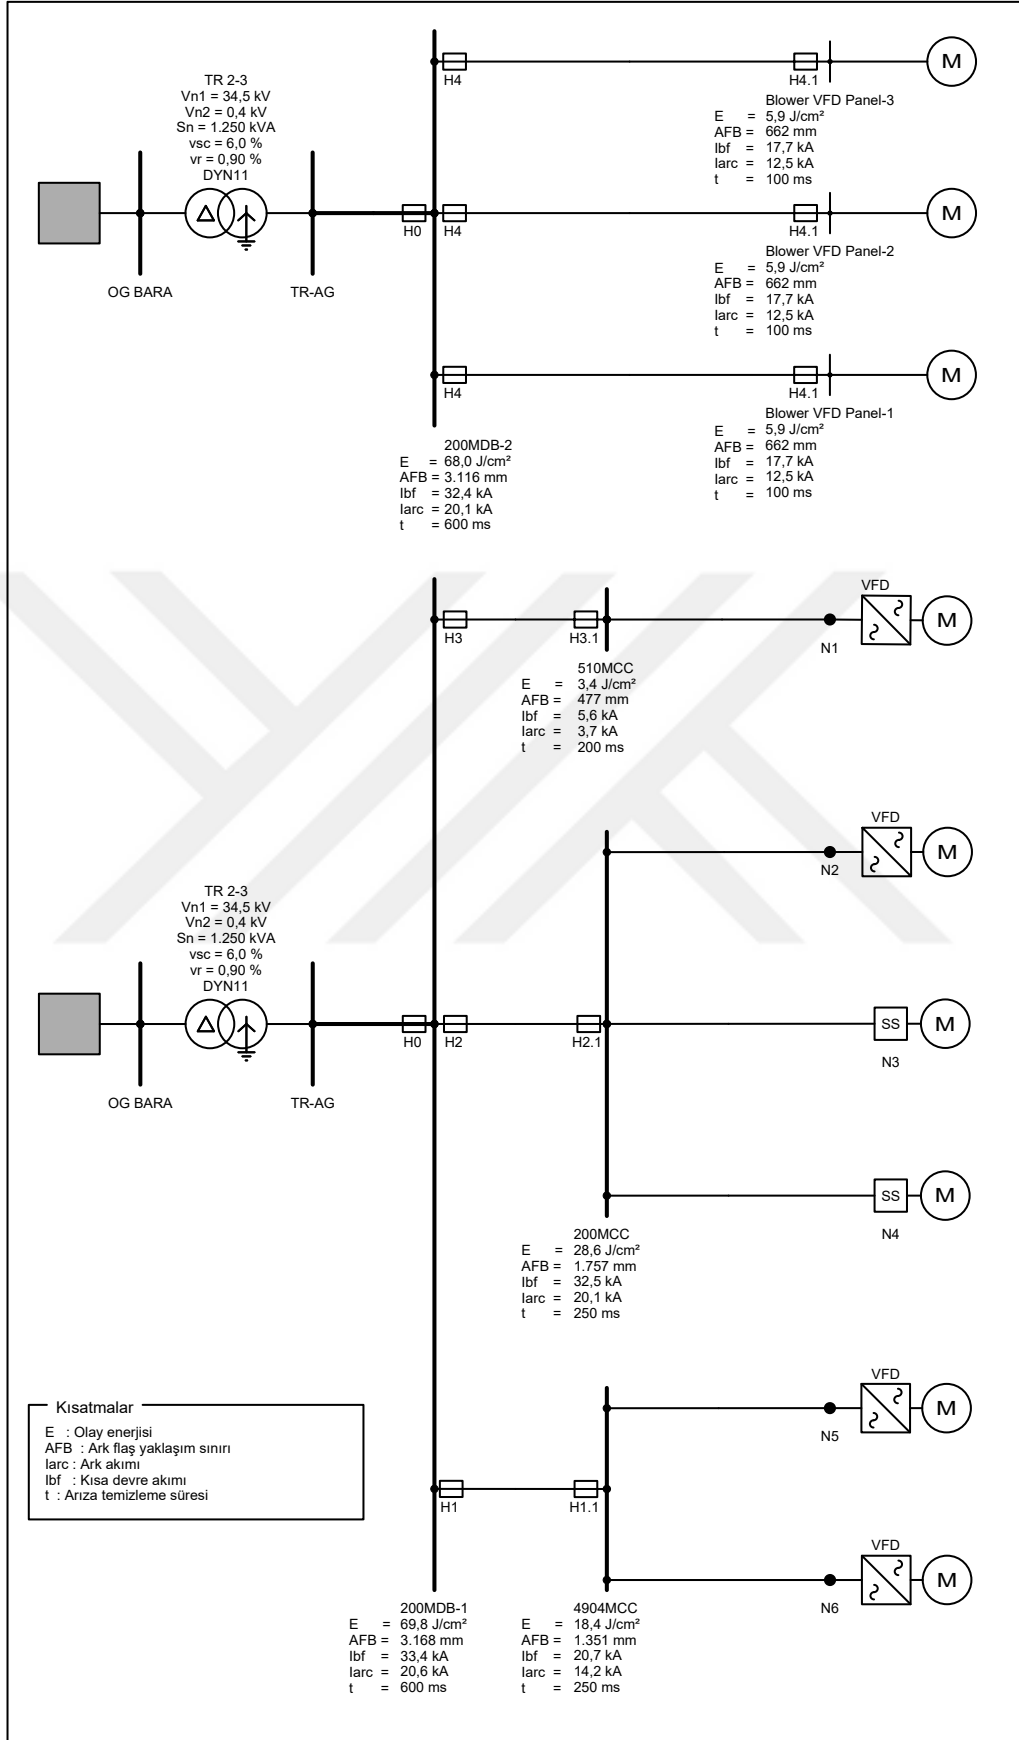 H4
H4.1
M
TR 2-3
Vn1 = 34,5 kV
Vn2 = 0,4 kV
Sn = 1.250 kVA
vsc = 6,0 %
vr = 0,90 %
DYN11
Blower VFD Panel-3
E = 5,9 J/cm²
AFB = 662 mm
Ibf = 17,7 kA
Iarc = 12,5 kA
t = 100 ms
OG BARA
TR-AG
H0
H4
H4.1
M
Blower VFD Panel-2
E = 5,9 J/cm²
AFB = 662 mm
Ibf = 17,7 kA
Iarc = 12,5 kA
t = 100 ms
H4
H4.1
M
Blower VFD Panel-1
E = 5,9 J/cm²
AFB = 662 mm
Ibf = 17,7 kA
Iarc = 12,5 kA
t = 100 ms
200MDB-2
E = 68,0 J/cm²
AFB = 3.116 mm
Ibf = 32,4 kA
Iarc = 20,1 kA
t = 600 ms
H3
H3.1
N1
VFD
M
510MCC
E = 3,4 J/cm²
AFB = 477 mm
Ibf = 5,6 kA
Iarc = 3,7 kA
t = 200 ms
VFD
N2
M
TR 2-3
Vn1 = 34,5 kV
Vn2 = 0,4 kV
Sn = 1.250 kVA
vsc = 6,0 %
vr = 0,90 %
DYN11
OG BARA
TR-AG
H0
H2
H2.1
SS
N3
M
SS
N4
M
200MCC
E = 28,6 J/cm²
AFB = 1.757 mm
Ibf = 32,5 kA
Iarc = 20,1 kA
t = 250 ms
VFD
N5
M
Kısatmalar
E : Olay enerjisi
AFB : Ark flaş yaklaşım sınırı
Iarc : Ark akımı
Ibf : Kısa devre akımı
t : Arıza temizleme süresi
H1
H1.1
VFD
N6
M
200MDB-1
E = 69,8 J/cm²
AFB = 3.168 mm
Ibf = 33,4 kA
Iarc = 20,6 kA
t = 600 ms
4904MCC
E = 18,4 J/cm²
AFB = 1.351 mm
Ibf = 20,7 kA
Iarc = 14,2 kA
t = 250 ms